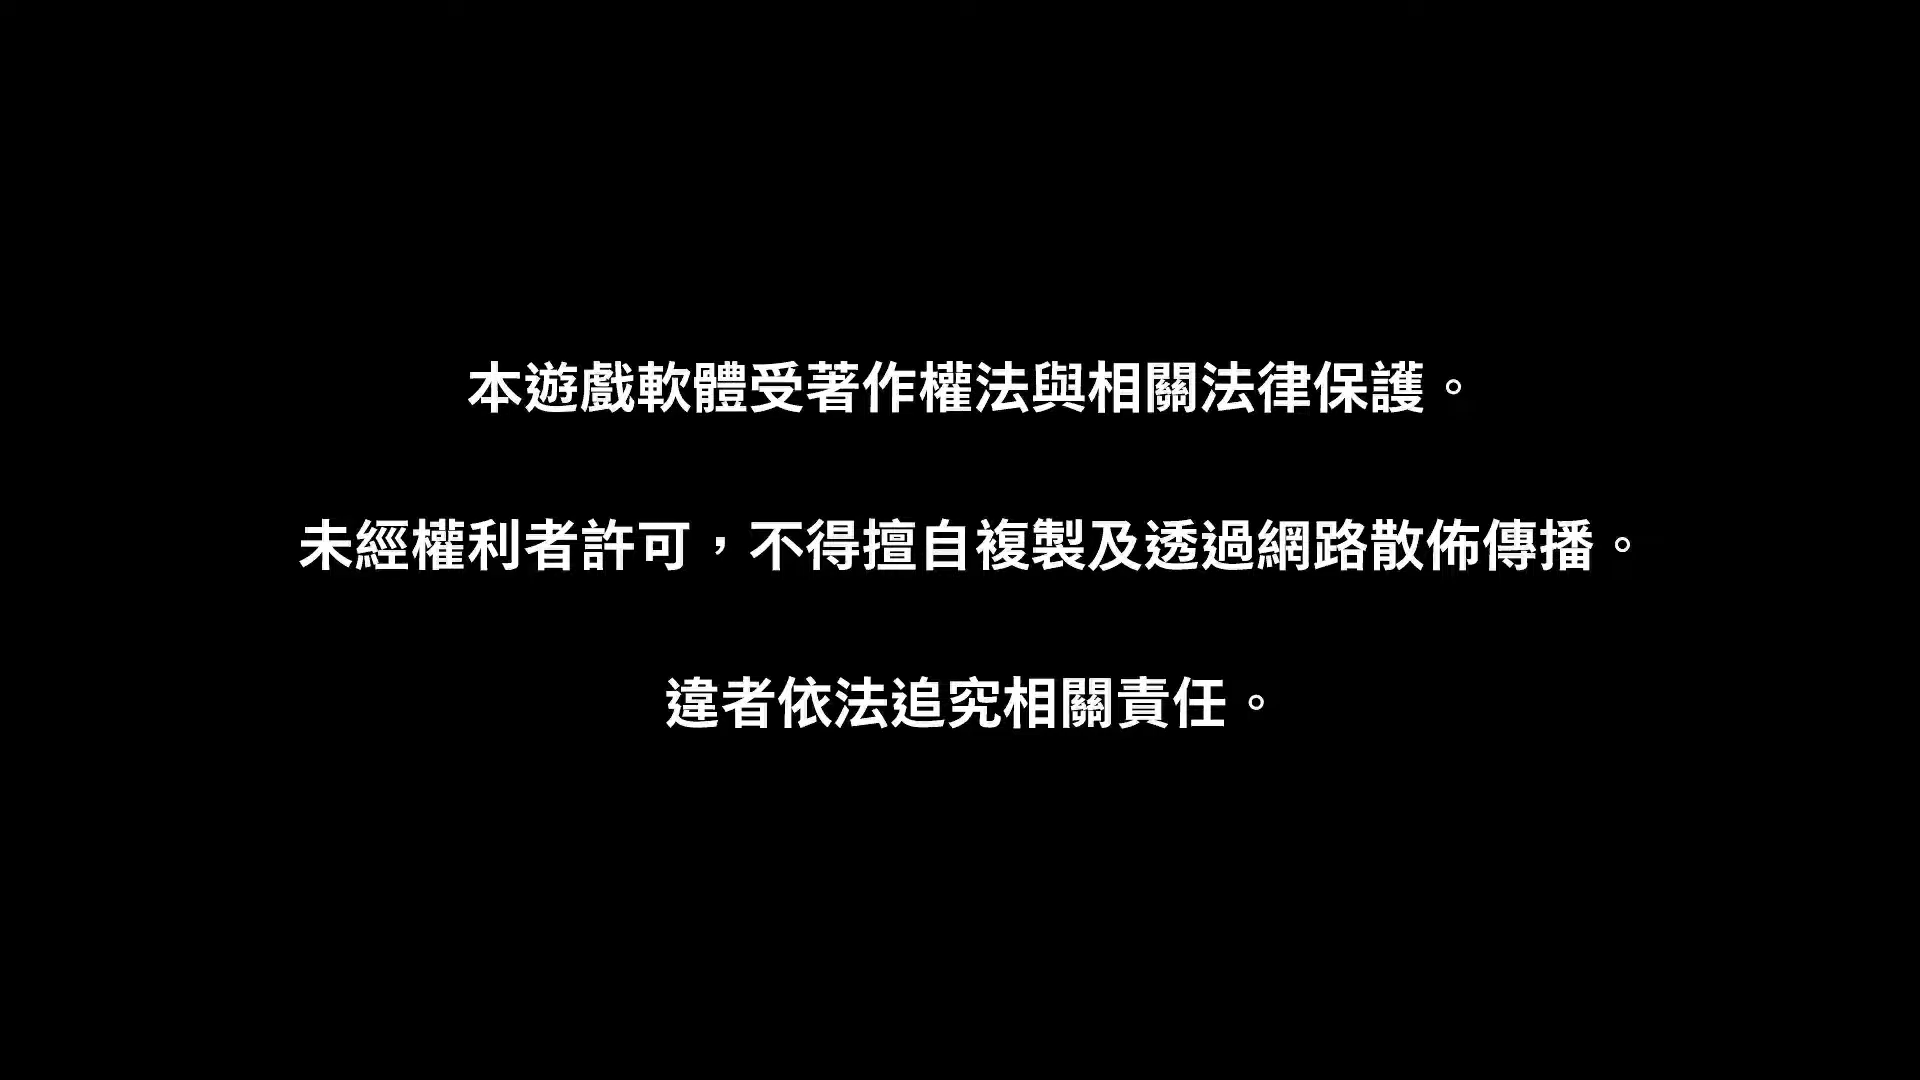 本遊戲軟體受著作權法與相關法律保護。
未經權利者許可，不得擅自複製及透過網路散佈傳播。
違者依法追究相關責任。